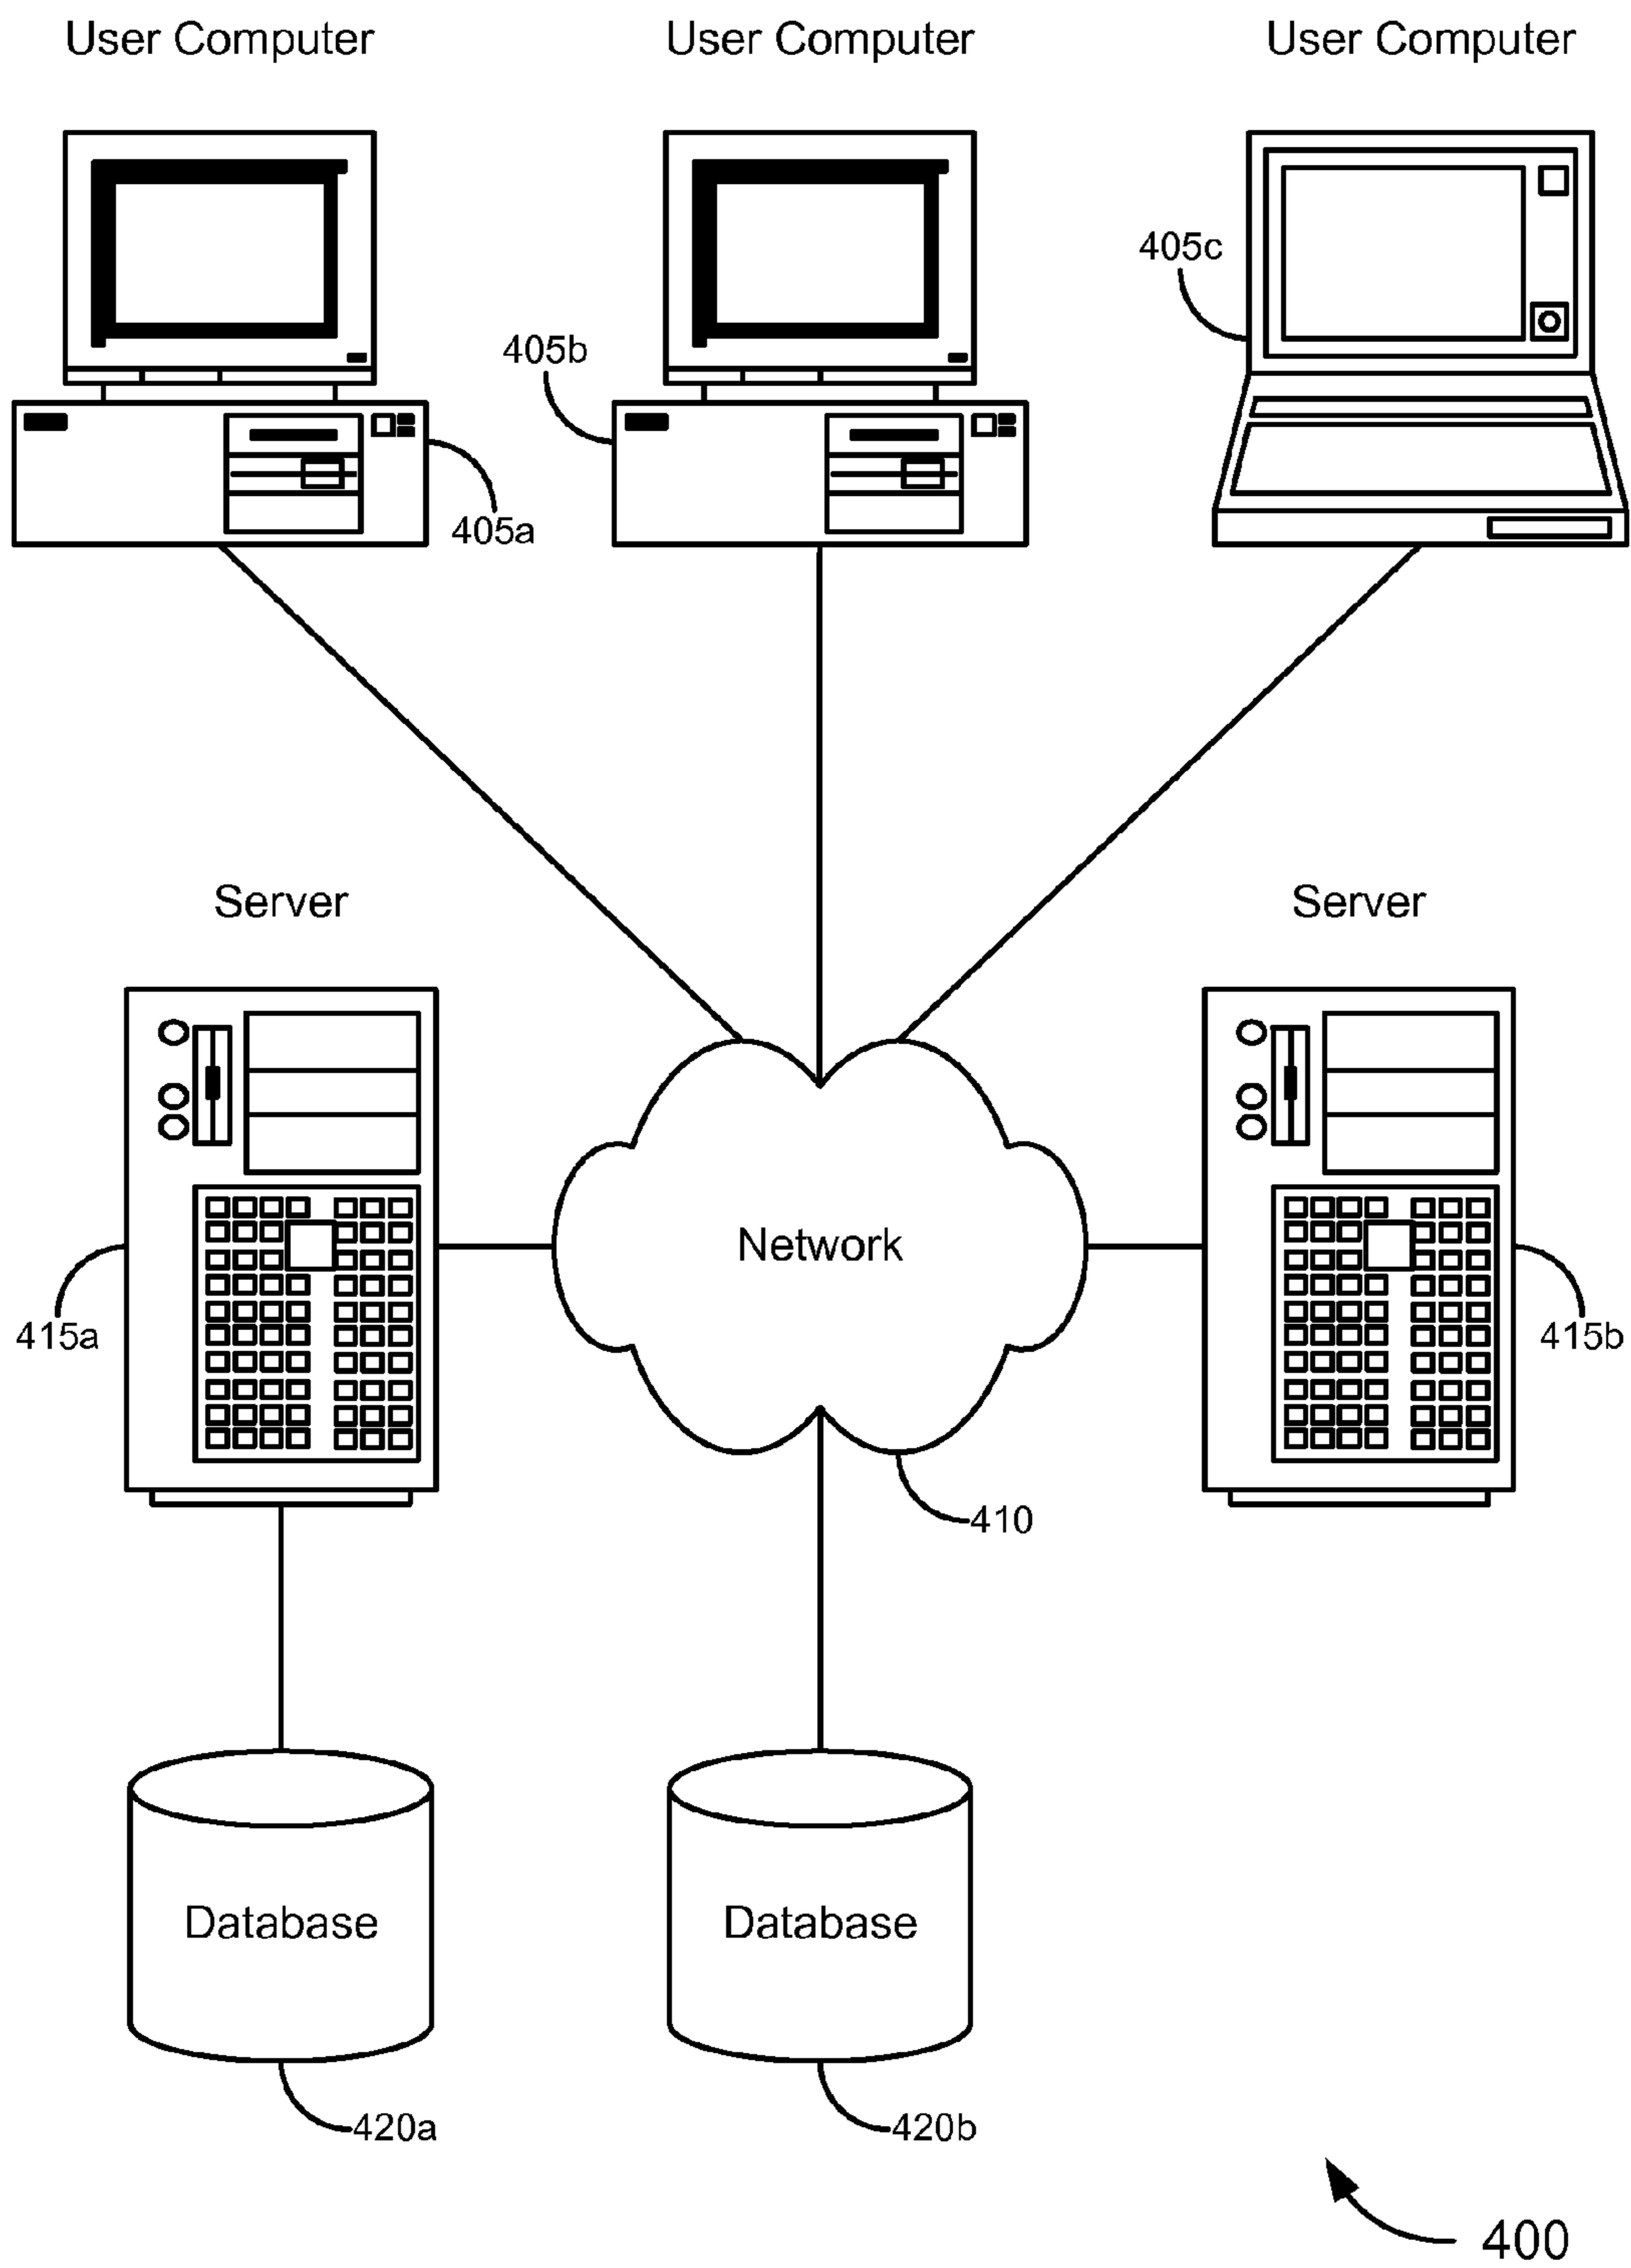 User Computer
User Computer
User Computer
405c
405b
405a
Server
Server
Network
415a
415b
410
Database
Database
420a
420b
400